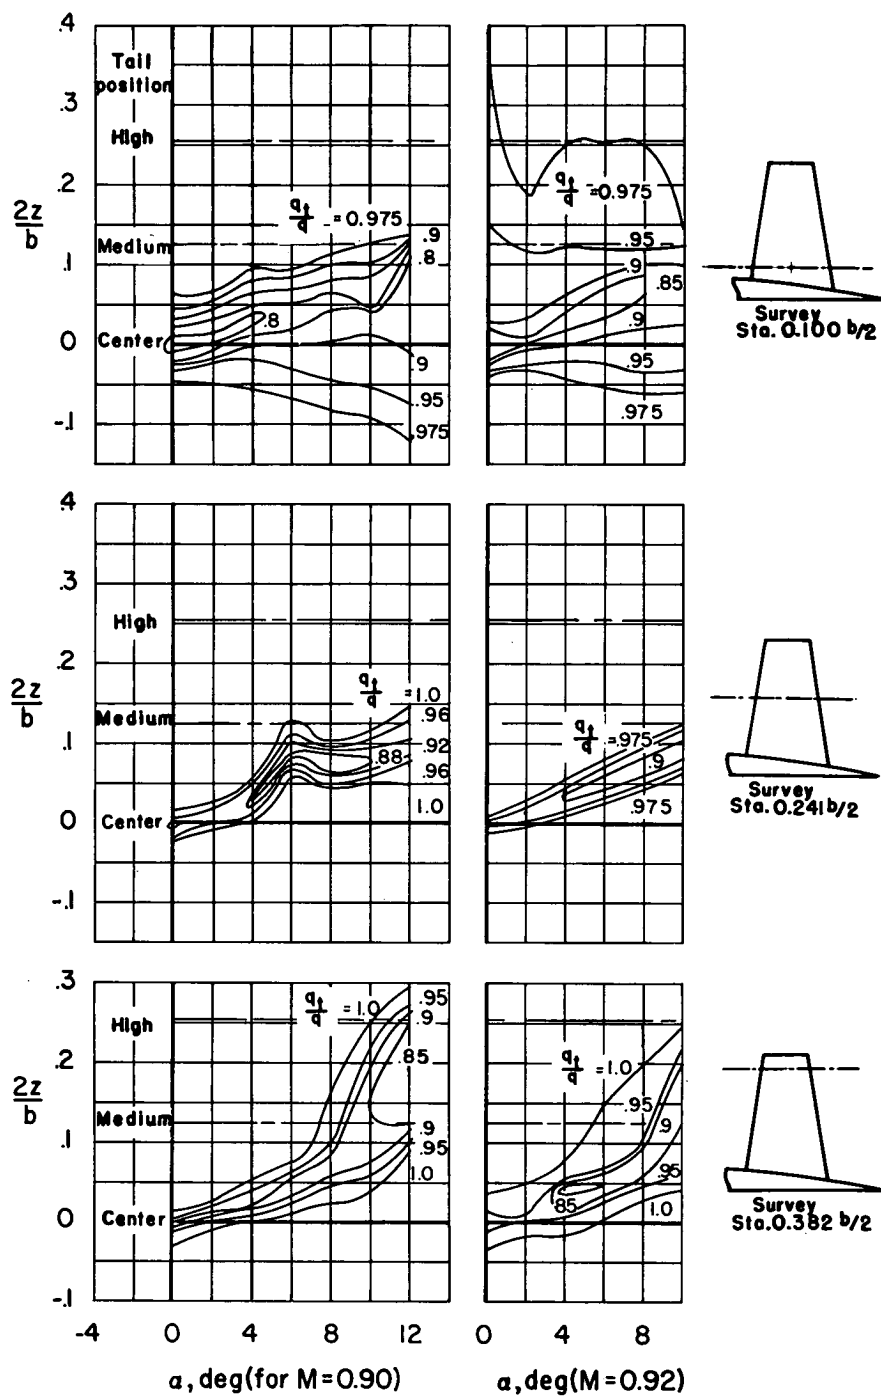 .4
.3
.2
.1
0
-.1
2z/b
Tail position
High
Medium
Center
q_t/q = 0.975
.9
.8
.8
.9
.95
.975
q_t/q = 0.975
.95
.9
.85
.9
.95
.975
Survey
Sta. 0.100 b/2
.4
.3
.2
.1
0
-.1
2z/b
High
Medium
Center
q_t/q = 1.0
.96
.92
.88
.96
1.0
q_t/q = .975
.9
.975
Survey
Sta. 0.241 b/2
.3
.2
.1
0
-.1
2z/b
High
Medium
Center
q_t/q = 1.0
.95
.9
.85
.9
.95
1.0
q_t/q = 1.0
.95
.9
.95
.85
1.0
Survey
Sta. 0.382 b/2
-4 0 4 8 12
0 4 8
α, deg (for M=0.90)
α, deg (M=0.92)